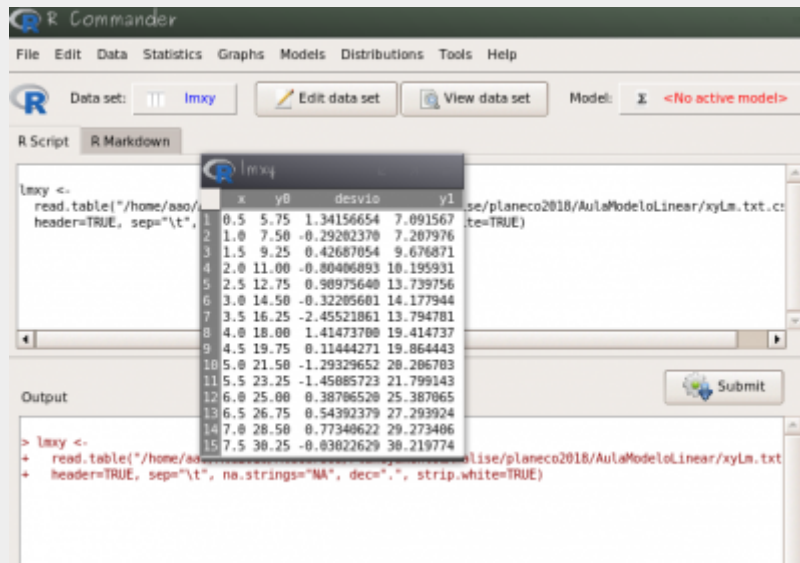 R Commander
File Edit Data Statistics Graphs Models Distributions Tools Help
R Data set: lmxy Edit data set View data set Model: Σ <No active model>
R Script R Markdown
lmxy <-
read.table("/home/aao/ se/planeco2018/AulaModeloLinear/xyLm.txt.cs
header=TRUE, sep="\t", te=TRUE)
R lmxy
x y0 desvio y1
1 0.5 5.75 1.34156654 7.091567
2 1.0 7.50 -0.29202370 7.207976
3 1.5 9.25 0.42687054 9.676871
4 2.0 11.00 -0.80406893 10.195931
5 2.5 12.75 0.98975640 13.739756
6 3.0 14.50 -0.32205601 14.177944
7 3.5 16.25 -2.45521861 13.794781
8 4.0 18.00 1.41473700 19.414737
9 4.5 19.75 0.11444271 19.864443
10 5.0 21.50 -1.29329652 20.206703
11 5.5 23.25 -1.45085723 21.799143
12 6.0 25.00 0.38706520 25.387065
13 6.5 26.75 0.54392379 27.293924
14 7.0 28.50 0.77340622 29.273406
15 7.5 30.25 -0.03022629 30.219774
Output
Submit
> lmxy <-
+ read.table("/home/aa alise/planeco2018/AulaModeloLinear/xyLm.txt
+ header=TRUE, sep="\t", na.strings="NA", dec=".", strip.white=TRUE)